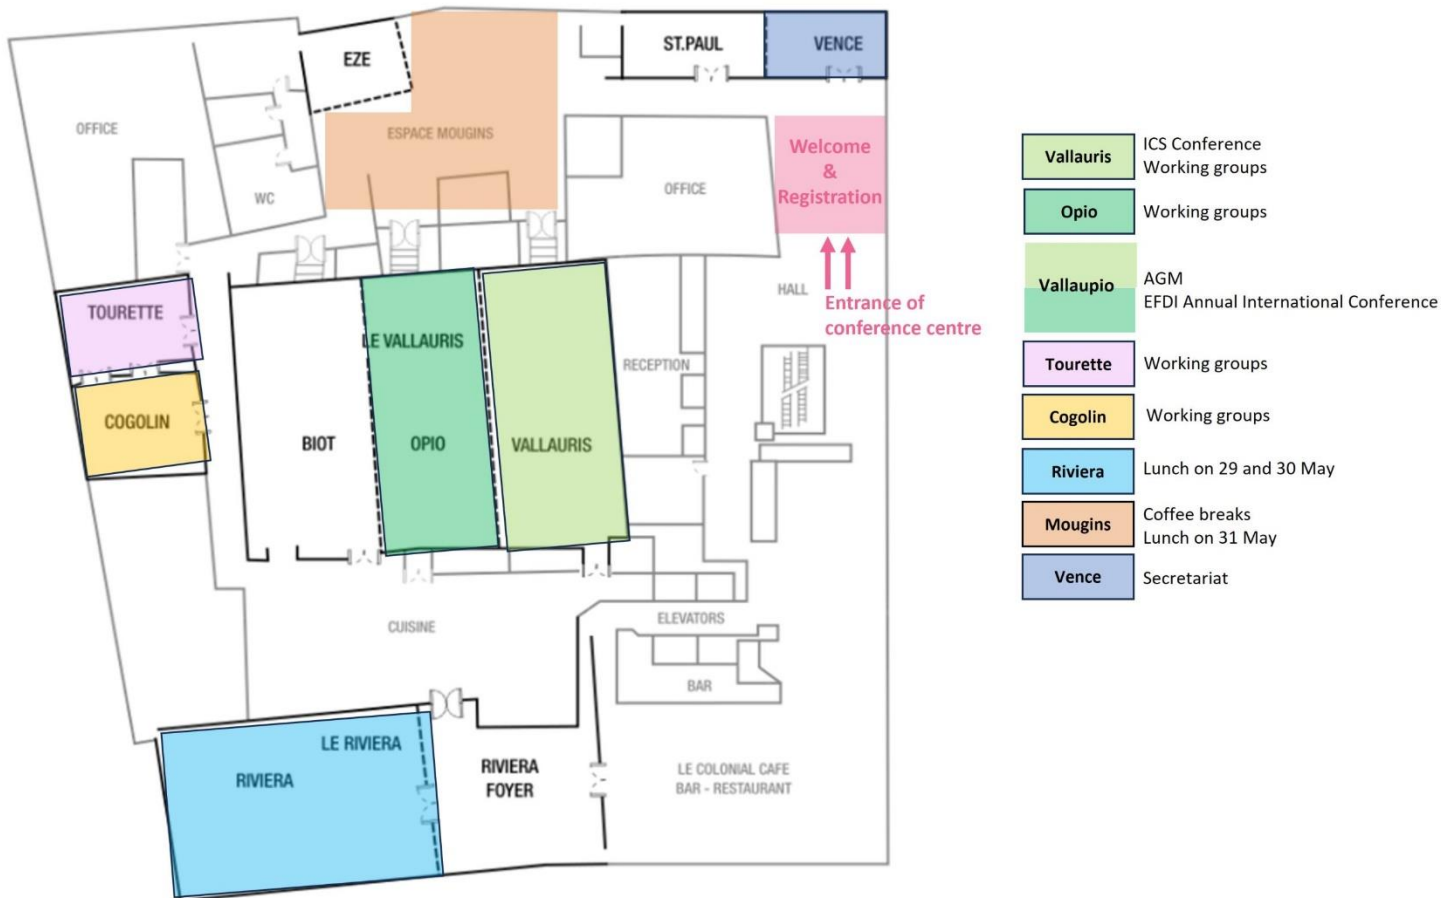 EZE
ST.PAUL
VENCE
OFFICE
ESPACE MOUGINS
Welcome
&
Registration
WC
OFFICE
HALL
Entrance of
conference centre
TOURETTE
LE VALLAURIS
RECEPTION
COGOLIN
BIOT
OPIO
VALLAURIS
CUISINE
ELEVATORS
BAR
LE RIVIERA
RIVIERA
RIVIERA
FOYER
LE COLONIAL CAFE
BAR - RESTAURANT
Vallauris
ICS Conference
Working groups
Opio
Working groups
Vallaupio
AGM
EFDI Annual International Conference
Tourette
Working groups
Cogolin
Working groups
Riviera
Lunch on 29 and 30 May
Mougins
Coffee breaks
Lunch on 31 May
Vence
Secretariat